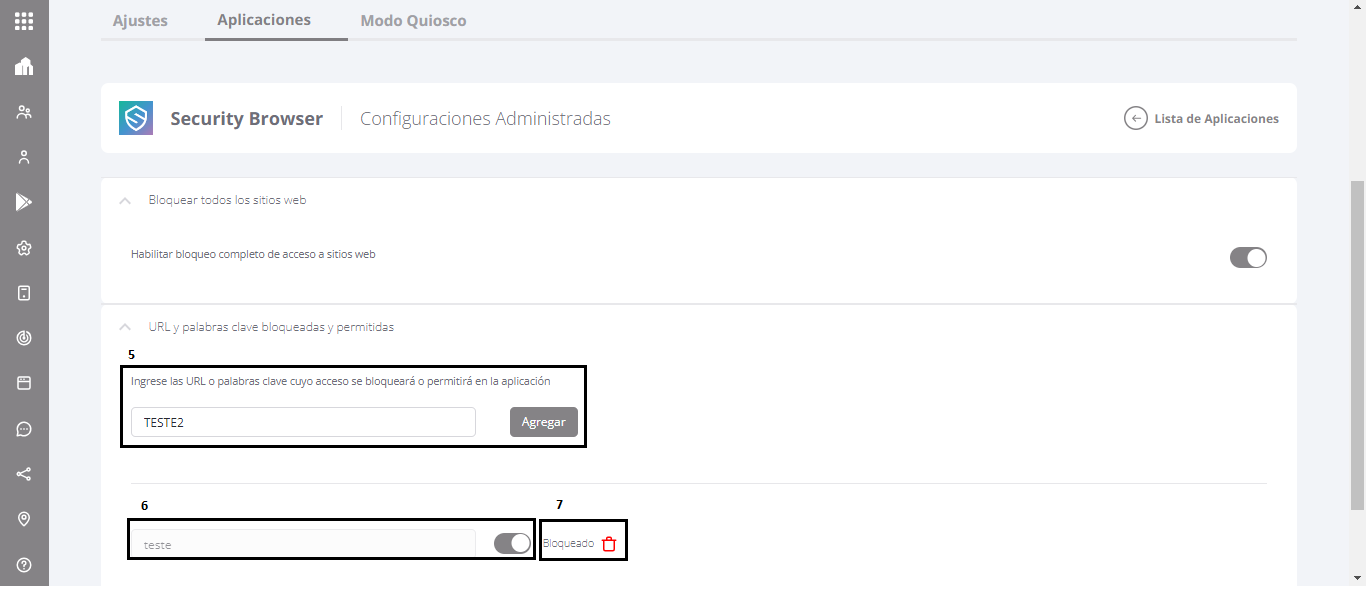 Ajustes Aplicaciones Modo Quiosco
Security Browser Configuraciones Administradas Lista de Aplicaciones
Bloquear todos los sitios web
Habilitar bloqueo completo de acceso a sitios web
URL y palabras clave bloqueadas y permitidas
5
Ingrese las URL o palabras clave cuyo acceso se bloqueará o permitirá en la aplicación
TESTE2 Agregar
6 7
teste Bloqueado